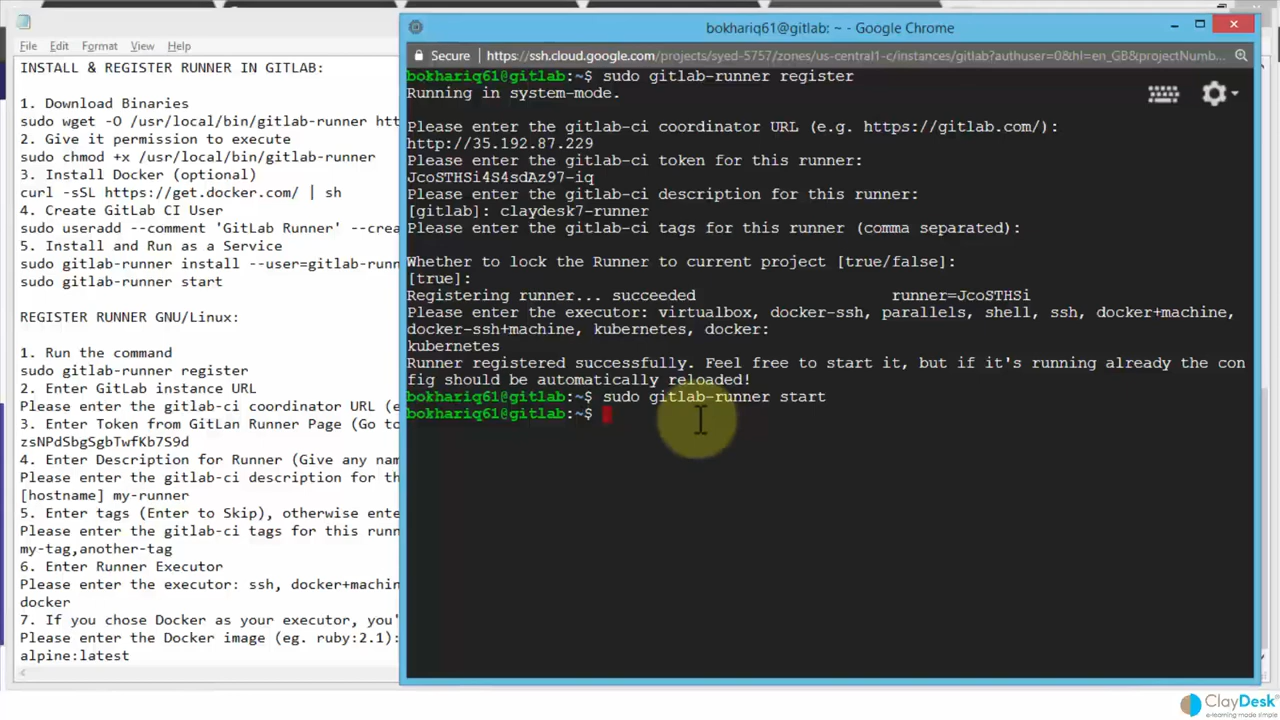 File Edit Format View Help
INSTALL & REGISTER RUNNER IN GITLAB:
1. Download Binaries
sudo wget -O /usr/local/bin/gitlab-runner htt
2. Give it permission to execute
sudo chmod +x /usr/local/bin/gitlab-runner
3. Install Docker (optional)
curl -sSL https://get.docker.com/ | sh
4. Create GitLab CI User
sudo useradd --comment 'GitLab Runner' --crea
5. Install and Run as a Service
sudo gitlab-runner install --user=gitlab-runn
sudo gitlab-runner start
REGISTER RUNNER GNU/Linux:
1. Run the command
sudo gitlab-runner register
2. Enter GitLab instance URL
Please enter the gitlab-ci coordinator URL (e
3. Enter Token from GitLan Runner Page (Go to
zsNPdSbgSgbTwfKb7S9d
4. Enter Description for Runner (Give any nam
Please enter the gitlab-ci description for th
[hostname] my-runner
5. Enter tags (Enter to Skip), otherwise ente
Please enter the gitlab-ci tags for this runn
my-tag,another-tag
6. Enter Runner Executor
Please enter the executor: ssh, docker+machin
docker
7. If you chose Docker as your executor, you'
Please enter the Docker image (eg. ruby:2.1):
alpine:latest
bokhariq61@gitlab: ~ - Google Chrome
Secure https://ssh.cloud.google.com/projects/syed-5757/zones/us-central1-c/instances/gitlab?authuser=0&hl=en_GB&projectNumb...
bokhariq61@gitlab:~$ sudo gitlab-runner register
Running in system-mode.
Please enter the gitlab-ci coordinator URL (e.g. https://gitlab.com/):
http://35.192.87.229
Please enter the gitlab-ci token for this runner:
JcoSTHSi4S4sdAz97-iq
Please enter the gitlab-ci description for this runner:
[gitlab]: claydesk7-runner
Please enter the gitlab-ci tags for this runner (comma separated):
Whether to lock the Runner to current project [true/false]:
[true]:
Registering runner... succeeded runner=JcoSTHSi
Please enter the executor: virtualbox, docker-ssh, parallels, shell, ssh, docker+machine,
docker-ssh+machine, kubernetes, docker:
kubernetes
Runner registered successfully. Feel free to start it, but if it's running already the con
fig should be automatically reloaded!
bokhariq61@gitlab:~$ sudo gitlab-runner start
bokhariq61@gitlab:~$
ClayDesk
e-learning made simple